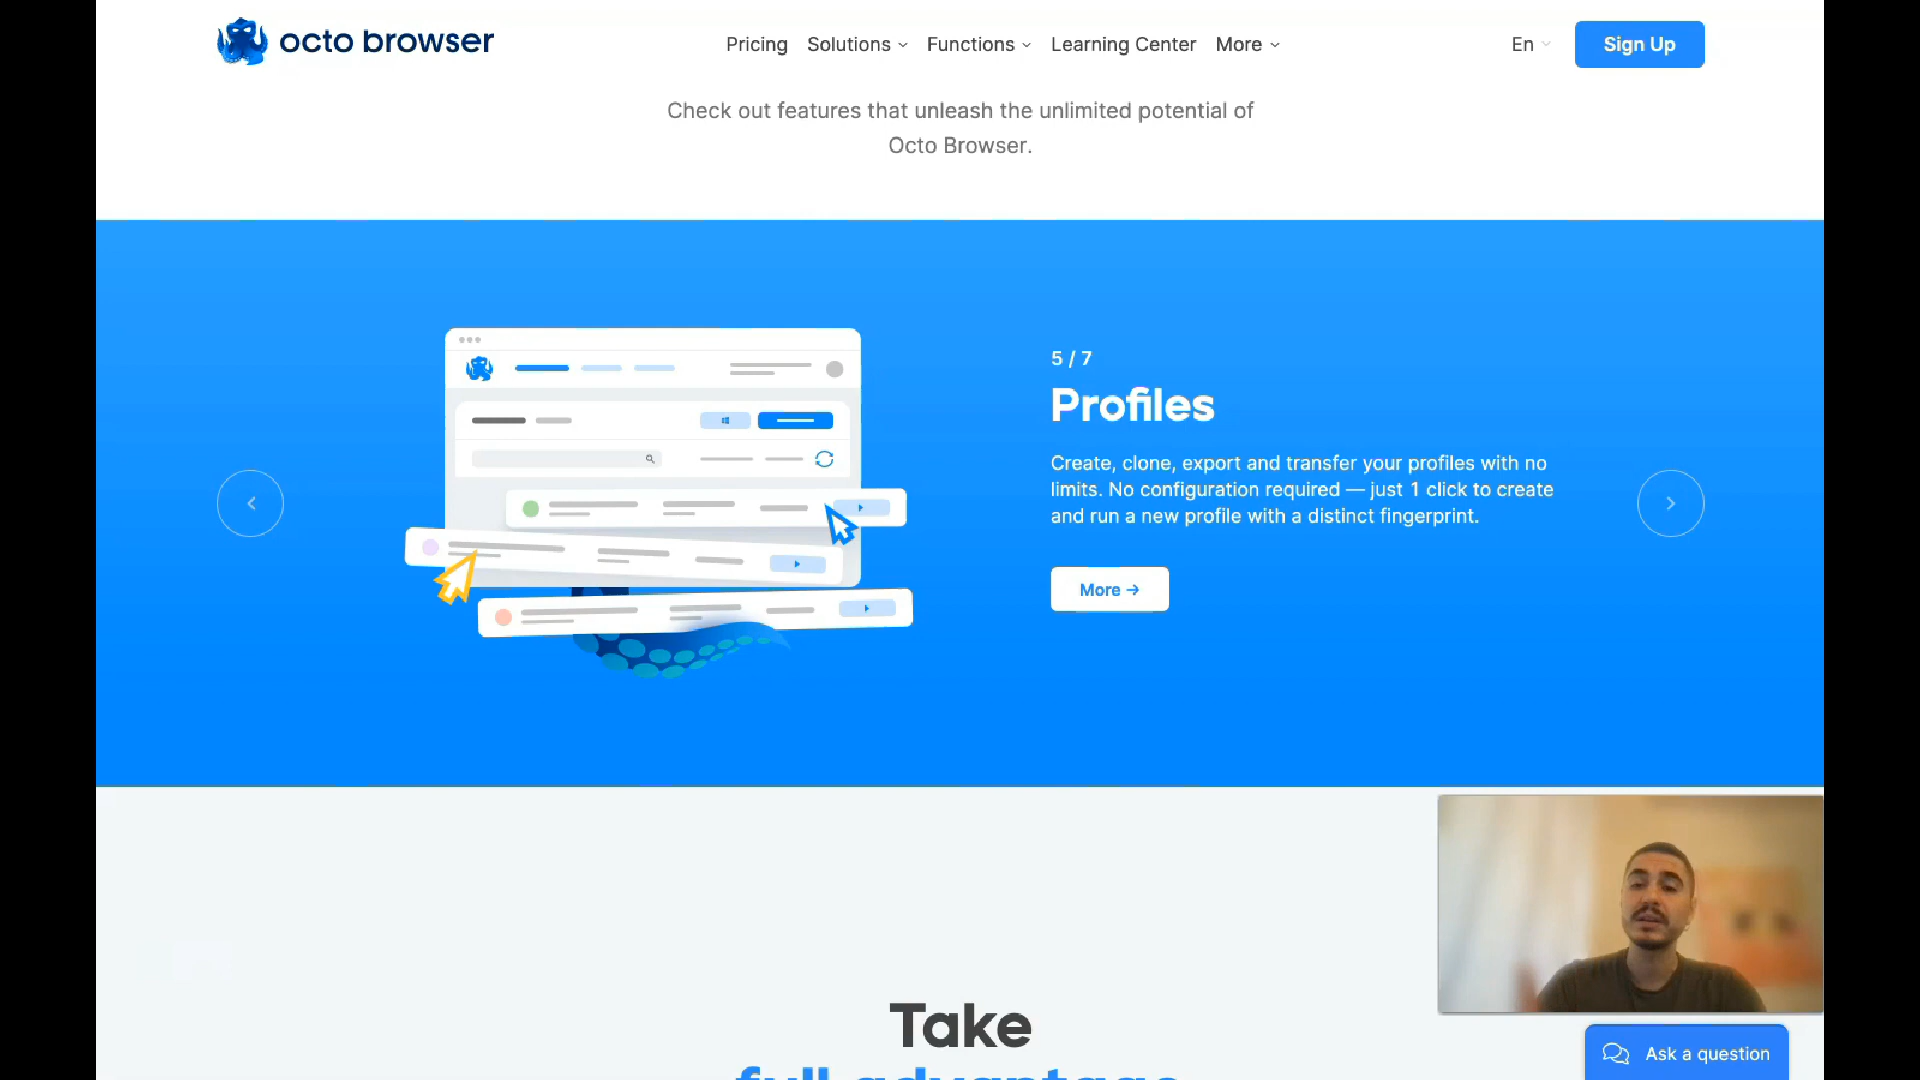 octo browser
Pricing
Solutions
Functions
Learning Center
More
En
Sign Up
Check out features that unleash the unlimited potential of
Octo Browser.
5 / 7
Profiles
Create, clone, export and transfer your profiles with no
limits. No configuration required — just 1 click to create
and run a new profile with a distinct fingerprint.
More →
Take
full advantage
Ask a question